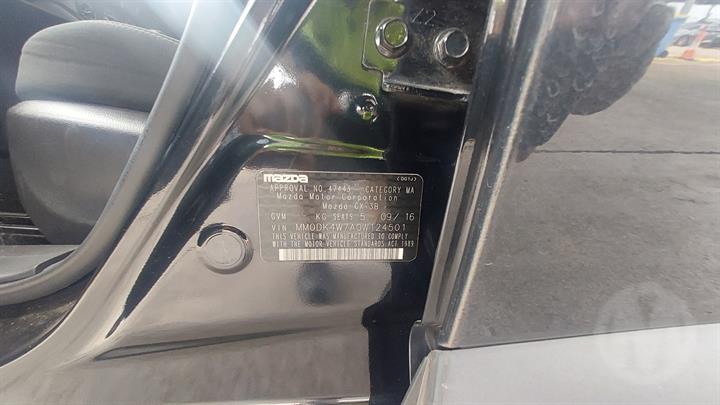 mazda (DG1J)
APPROVAL NO.47443 CATEGORY MA
Mazda Motor Corporation
Mazda CX-3B
GVM KG SEATS 5 09/16
VIN MM0DK4W7A0W124501
THIS VEHICLE WAS MANUFACTURED TO COMPLY
WITH THE MOTOR VEHICLE STANDARDS ACT 1989